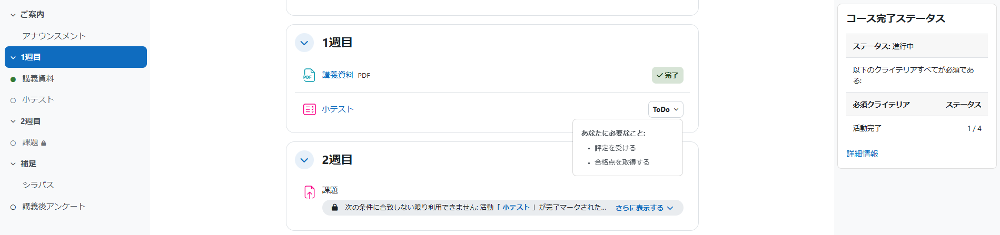 ご案内
アナウンスメント
1週目
講義資料
小テスト
2週目
課題
補足
シラバス
講義後アンケート
1週目
PDF 講義資料 PDF
完了
小テスト
ToDo
あなたに必要なこと:
• 評定を受ける
• 合格点を取得する
2週目
課題
次の条件に合致しない限り利用できません: 活動「 小テスト 」が完了マークされた... さらに表示する
コース完了ステータス
ステータス: 進行中
以下のクライテリアすべてが必須であ
る:
必須クライテリア ステータス
活動完了 1 / 4
詳細情報